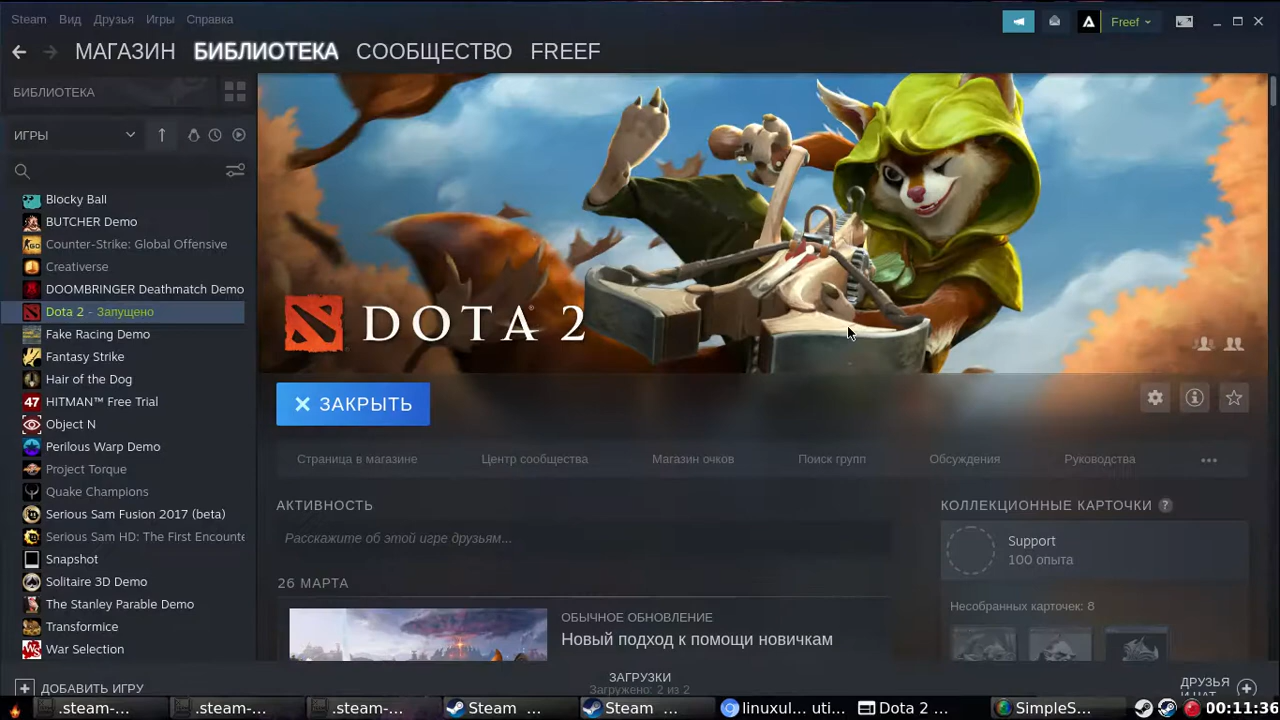 Steam Вид Друзья Игры Справка
Freef
МАГАЗИН БИБЛИОТЕКА СООБЩЕСТВО FREEF
БИБЛИОТЕКА
ИГРЫ
Blocky Ball
BUTCHER Demo
Counter-Strike: Global Offensive
Creativerse
DOOMBRINGER Deathmatch Demo
Dota 2 - Запущено
Fake Racing Demo
Fantasy Strike
Hair of the Dog
HITMAN™ Free Trial
Object N
Perilous Warp Demo
Project Torque
Quake Champions
Serious Sam Fusion 2017 (beta)
Serious Sam HD: The First Encounte
Snapshot
Solitaire 3D Demo
The Stanley Parable Demo
Transformice
War Selection
ДОБАВИТЬ ИГРУ
DOTA 2
ЗАКРЫТЬ
Страница в магазине Центр сообщества Магазин очков Поиск групп Обсуждения Руководства ...
АКТИВНОСТЬ
Расскажите об этой игре друзьям...
26 МАРТА
ОБЫЧНОЕ ОБНОВЛЕНИЕ
Новый подход к помощи новичкам
КОЛЛЕКЦИОННЫЕ КАРТОЧКИ ?
Support
100 опыта
Несобранных карточек: 8
ЗАГРУЗКИ
Загружено: 2 из 2
ДРУЗЬЯ
И ЧАТ
.steam-... .steam-... .steam-... Steam ... Steam ... linuxul... uti... Dota 2 ... SimpleS... 00:11:36